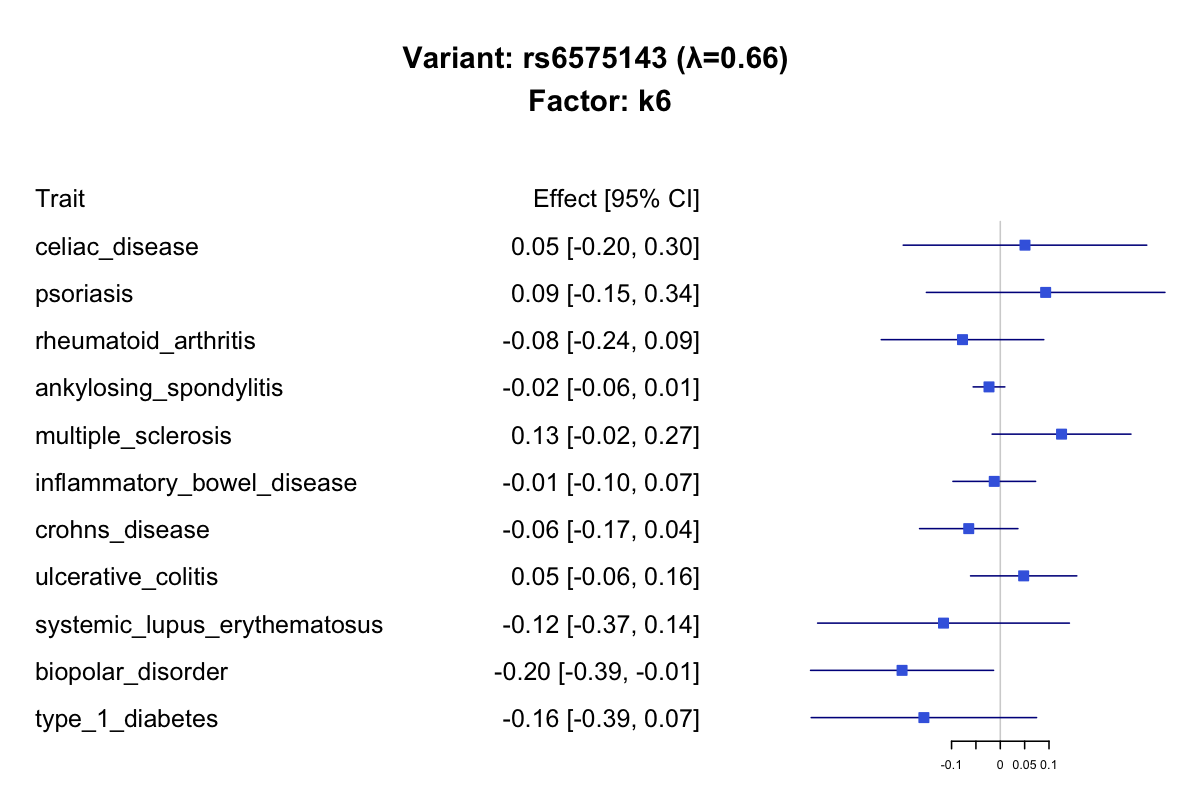 Variant: rs6575143 (λ=0.66)
Factor: k6
Trait Effect [95% CI]
celiac_disease 0.05 [-0.20, 0.30]
psoriasis 0.09 [-0.15, 0.34]
rheumatoid_arthritis -0.08 [-0.24, 0.09]
ankylosing_spondylitis -0.02 [-0.06, 0.01]
multiple_sclerosis 0.13 [-0.02, 0.27]
inflammatory_bowel_disease -0.01 [-0.10, 0.07]
crohns_disease -0.06 [-0.17, 0.04]
ulcerative_colitis 0.05 [-0.06, 0.16]
systemic_lupus_erythematosus -0.12 [-0.37, 0.14]
biopolar_disorder -0.20 [-0.39, -0.01]
type_1_diabetes -0.16 [-0.39, 0.07]
-0.1 0 0.05 0.1